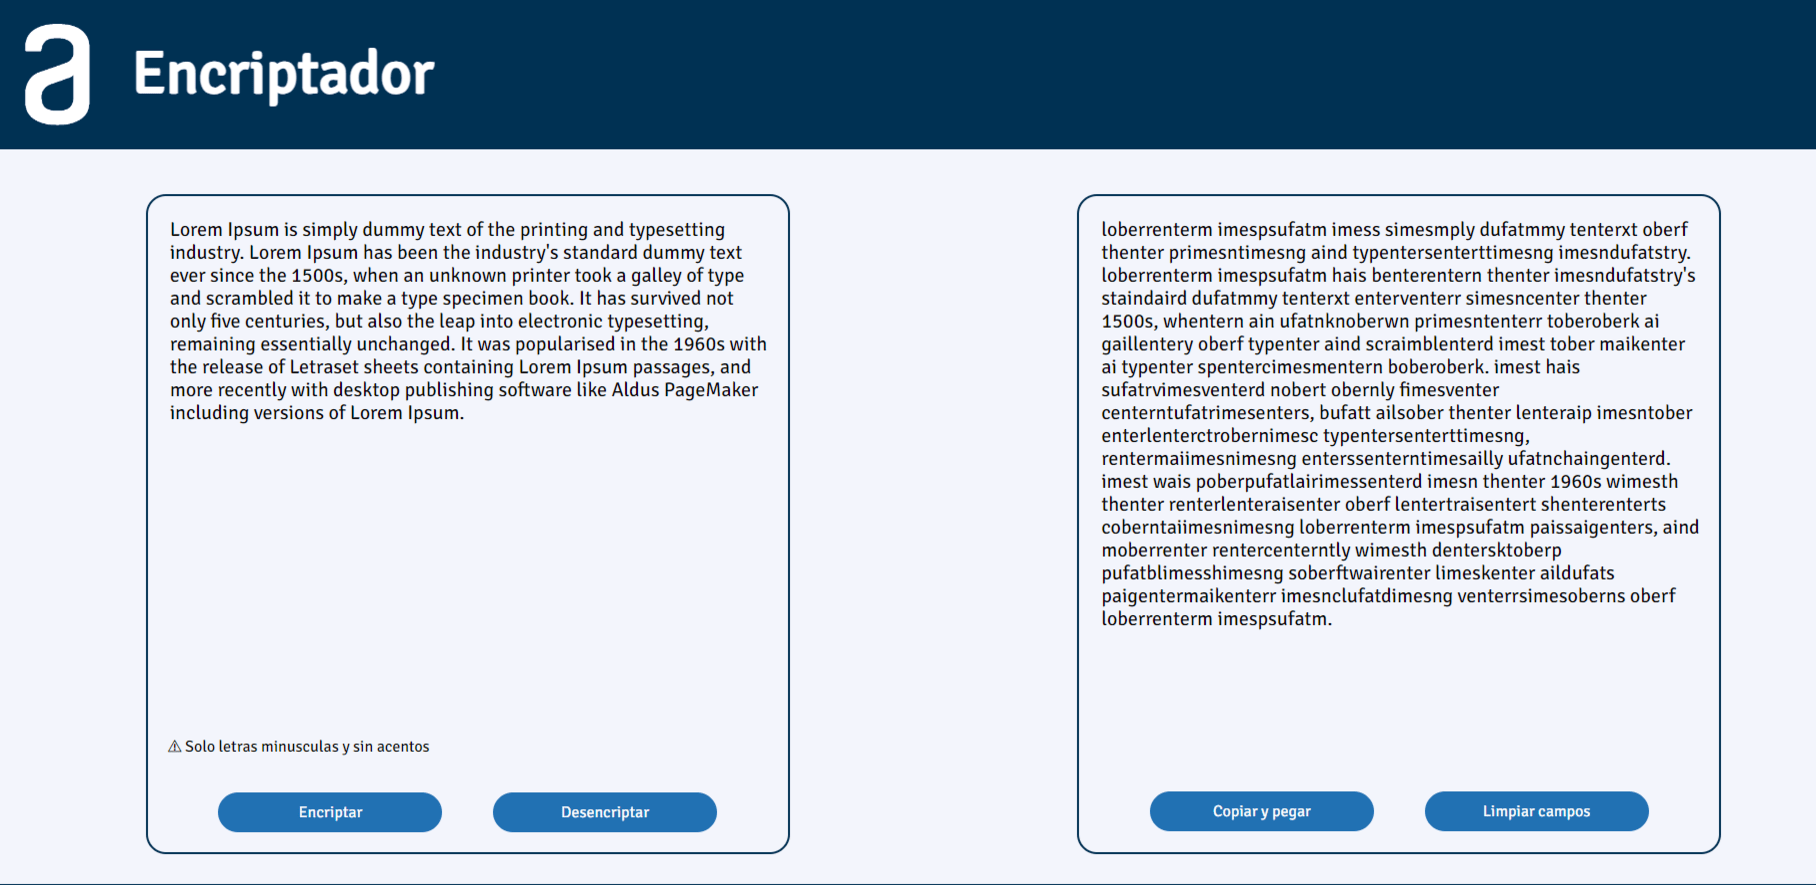 a Encriptador
Lorem Ipsum is simply dummy text of the printing and typesetting
industry. Lorem Ipsum has been the industry's standard dummy text
ever since the 1500s, when an unknown printer took a galley of type
and scrambled it to make a type specimen book. It has survived not
only five centuries, but also the leap into electronic typesetting,
remaining essentially unchanged. It was popularised in the 1960s with
the release of Letraset sheets containing Lorem Ipsum passages, and
more recently with desktop publishing software like Aldus PageMaker
including versions of Lorem Ipsum.
⚠ Solo letras minusculas y sin acentos
Encriptar
Desencriptar
loberrenterm imespsufatm imess simesmply dufatmmy tenterxt oberf
thenter primesntimesng aind typentersenterttimesng imesndufatstry.
loberrenterm imespsufatm hais benterentern thenter imesndufatstry's
staindaird dufatmmy tenterxt enterventerr simesncenter thenter
1500s, whentern ain ufatnknoberwn primesntenterr toberoberk ai
gaillentery oberf typenter aind scraimblenterd imest tober maikenter
ai typenter spentercimesmentern boberoberk. imest hais
sufatrvimesventerd nobert obernly fimesventer
centerntufatrimesenters, bufatt ailsober thenter lenteraip imesntober
enterlenterctrobernimesc typentersenterttimesng,
rentermaiimesnimesng enterssenterntimesailly ufatnchaingenterd.
imest wais poberpufatlairimessenterd imesn thenter 1960s wimesth
thenter renterlenteraisenter oberf lentertraisentert shenterenterts
coberntaiimesnimesng loberrenterm imespsufatm paissaigenters, aind
moberrenter rentercenterntly wimesth dentersktoberp
pufatblimesshimesng soberftwairenter limeskenter aildufats
paigentermaikenterr imesnclufatdimesng venterrsimesoberns oberf
loberrenterm imespsufatm.
Copiar y pegar
Limpiar campos